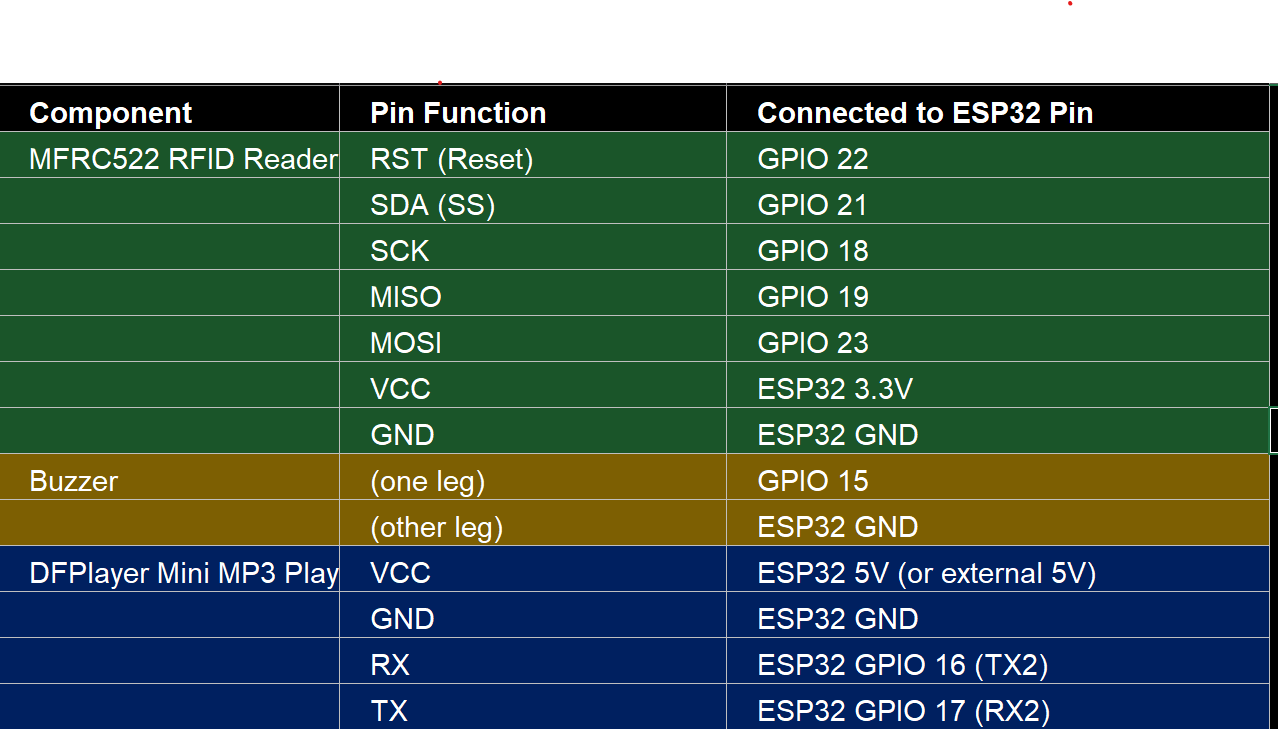 Component Pin Function Connected to ESP32 Pin
MFRC522 RFID Reader RST (Reset) GPIO 22
SDA (SS) GPIO 21
SCK GPIO 18
MISO GPIO 19
MOSI GPIO 23
VCC ESP32 3.3V
GND ESP32 GND
Buzzer (one leg) GPIO 15
(other leg) ESP32 GND
DFPlayer Mini MP3 Play VCC ESP32 5V (or external 5V)
GND ESP32 GND
RX ESP32 GPIO 16 (TX2)
TX ESP32 GPIO 17 (RX2)